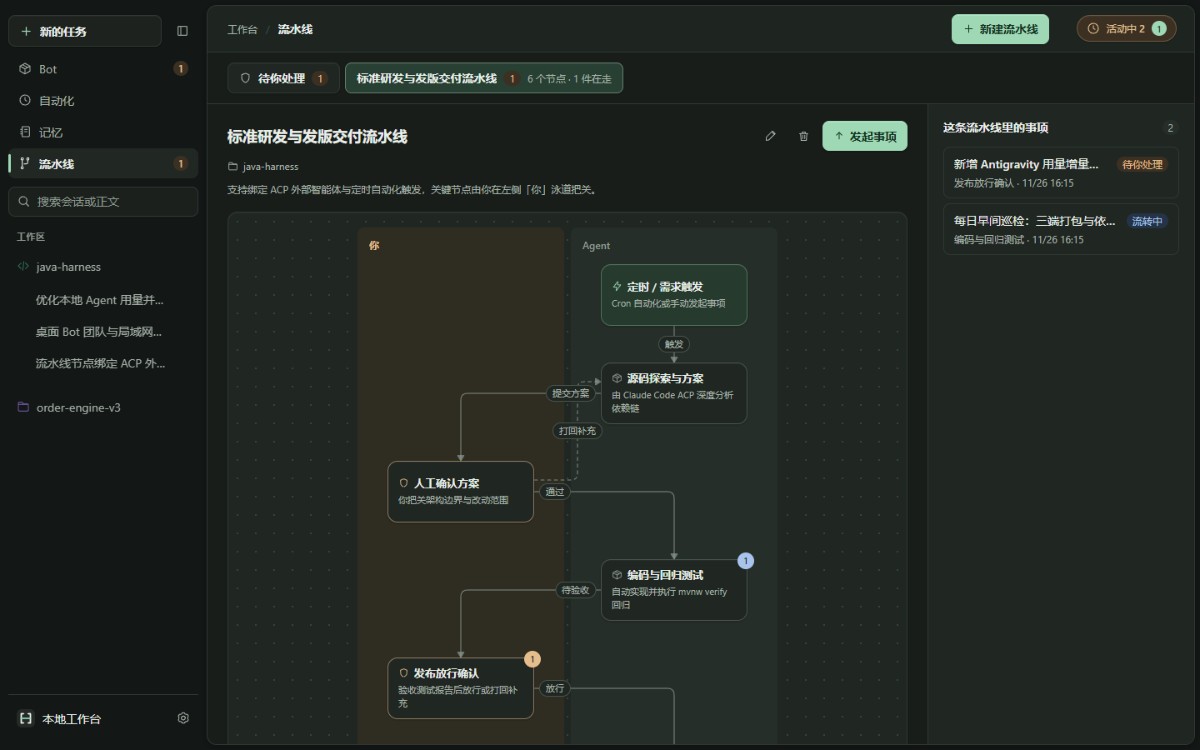 新的任务
Bot 1
自动化
记忆
流水线 1
搜索会话或正文
工作区
java-harness
优化本地 Agent 用量并...
桌面 Bot 团队与局域网...
流水线节点绑定 ACP 外...
order-engine-v3
本地工作台
工作台 / 流水线
+ 新建流水线
活动中 2 1
待你处理 1
标准研发与发版交付流水线 1 6 个节点 · 1 件在走
标准研发与发版交付流水线
↑ 发起事项
java-harness
支持绑定 ACP 外部智能体与定时自动化触发，关键节点由你在左侧「你」泳道把关。
你
Agent
定时 / 需求触发
Cron 自动化或手动发起事项
触发
源码探索与方案
由 Claude Code ACP 深度分析
依赖链
提交方案
打回补充
人工确认方案
你把关架构边界与改动范围
通过
1
编码与回归测试
自动实现并执行 mvnw verify
回归
待验收
1
发布放行确认
验收测试报告后放行或打回补
充
放行
这条流水线里的事项 2
新增 Antigravity 用量增量... 待你处理
发布放行确认 · 11/26 16:15
每日早间巡检：三端打包与依... 流转中
编码与回归测试 · 11/26 16:15